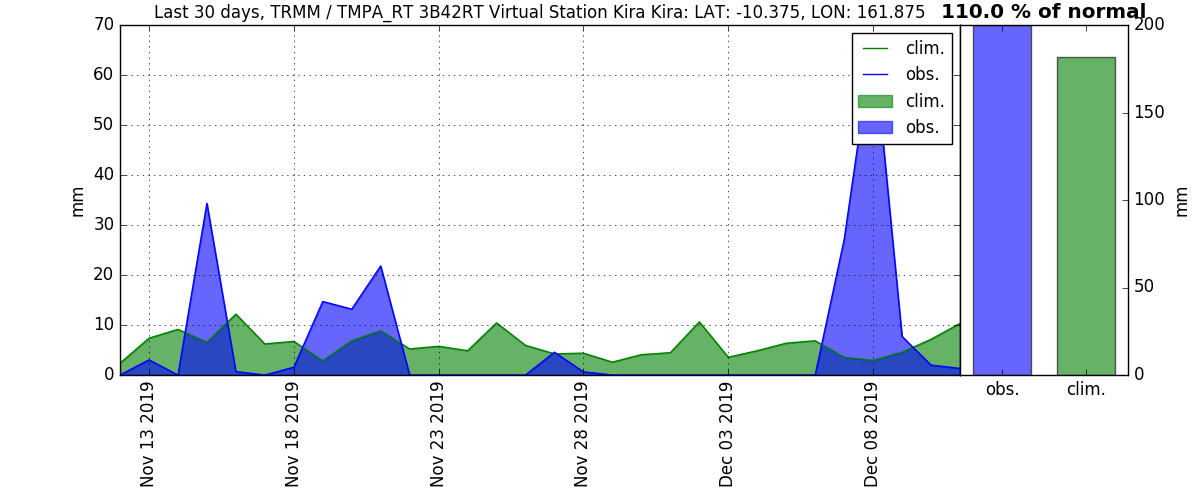 Last 30 days, TRMM / TMPA_RT 3B42RT Virtual Station Kira Kira: LAT: -10.375, LON: 161.875
110.0 % of normal
70
60
50
40
30
20
10
0
mm
clim.
obs.
clim.
obs.
Nov 13 2019
Nov 18 2019
Nov 23 2019
Nov 28 2019
Dec 03 2019
Dec 08 2019
200
150
100
50
0
mm
obs.
clim.